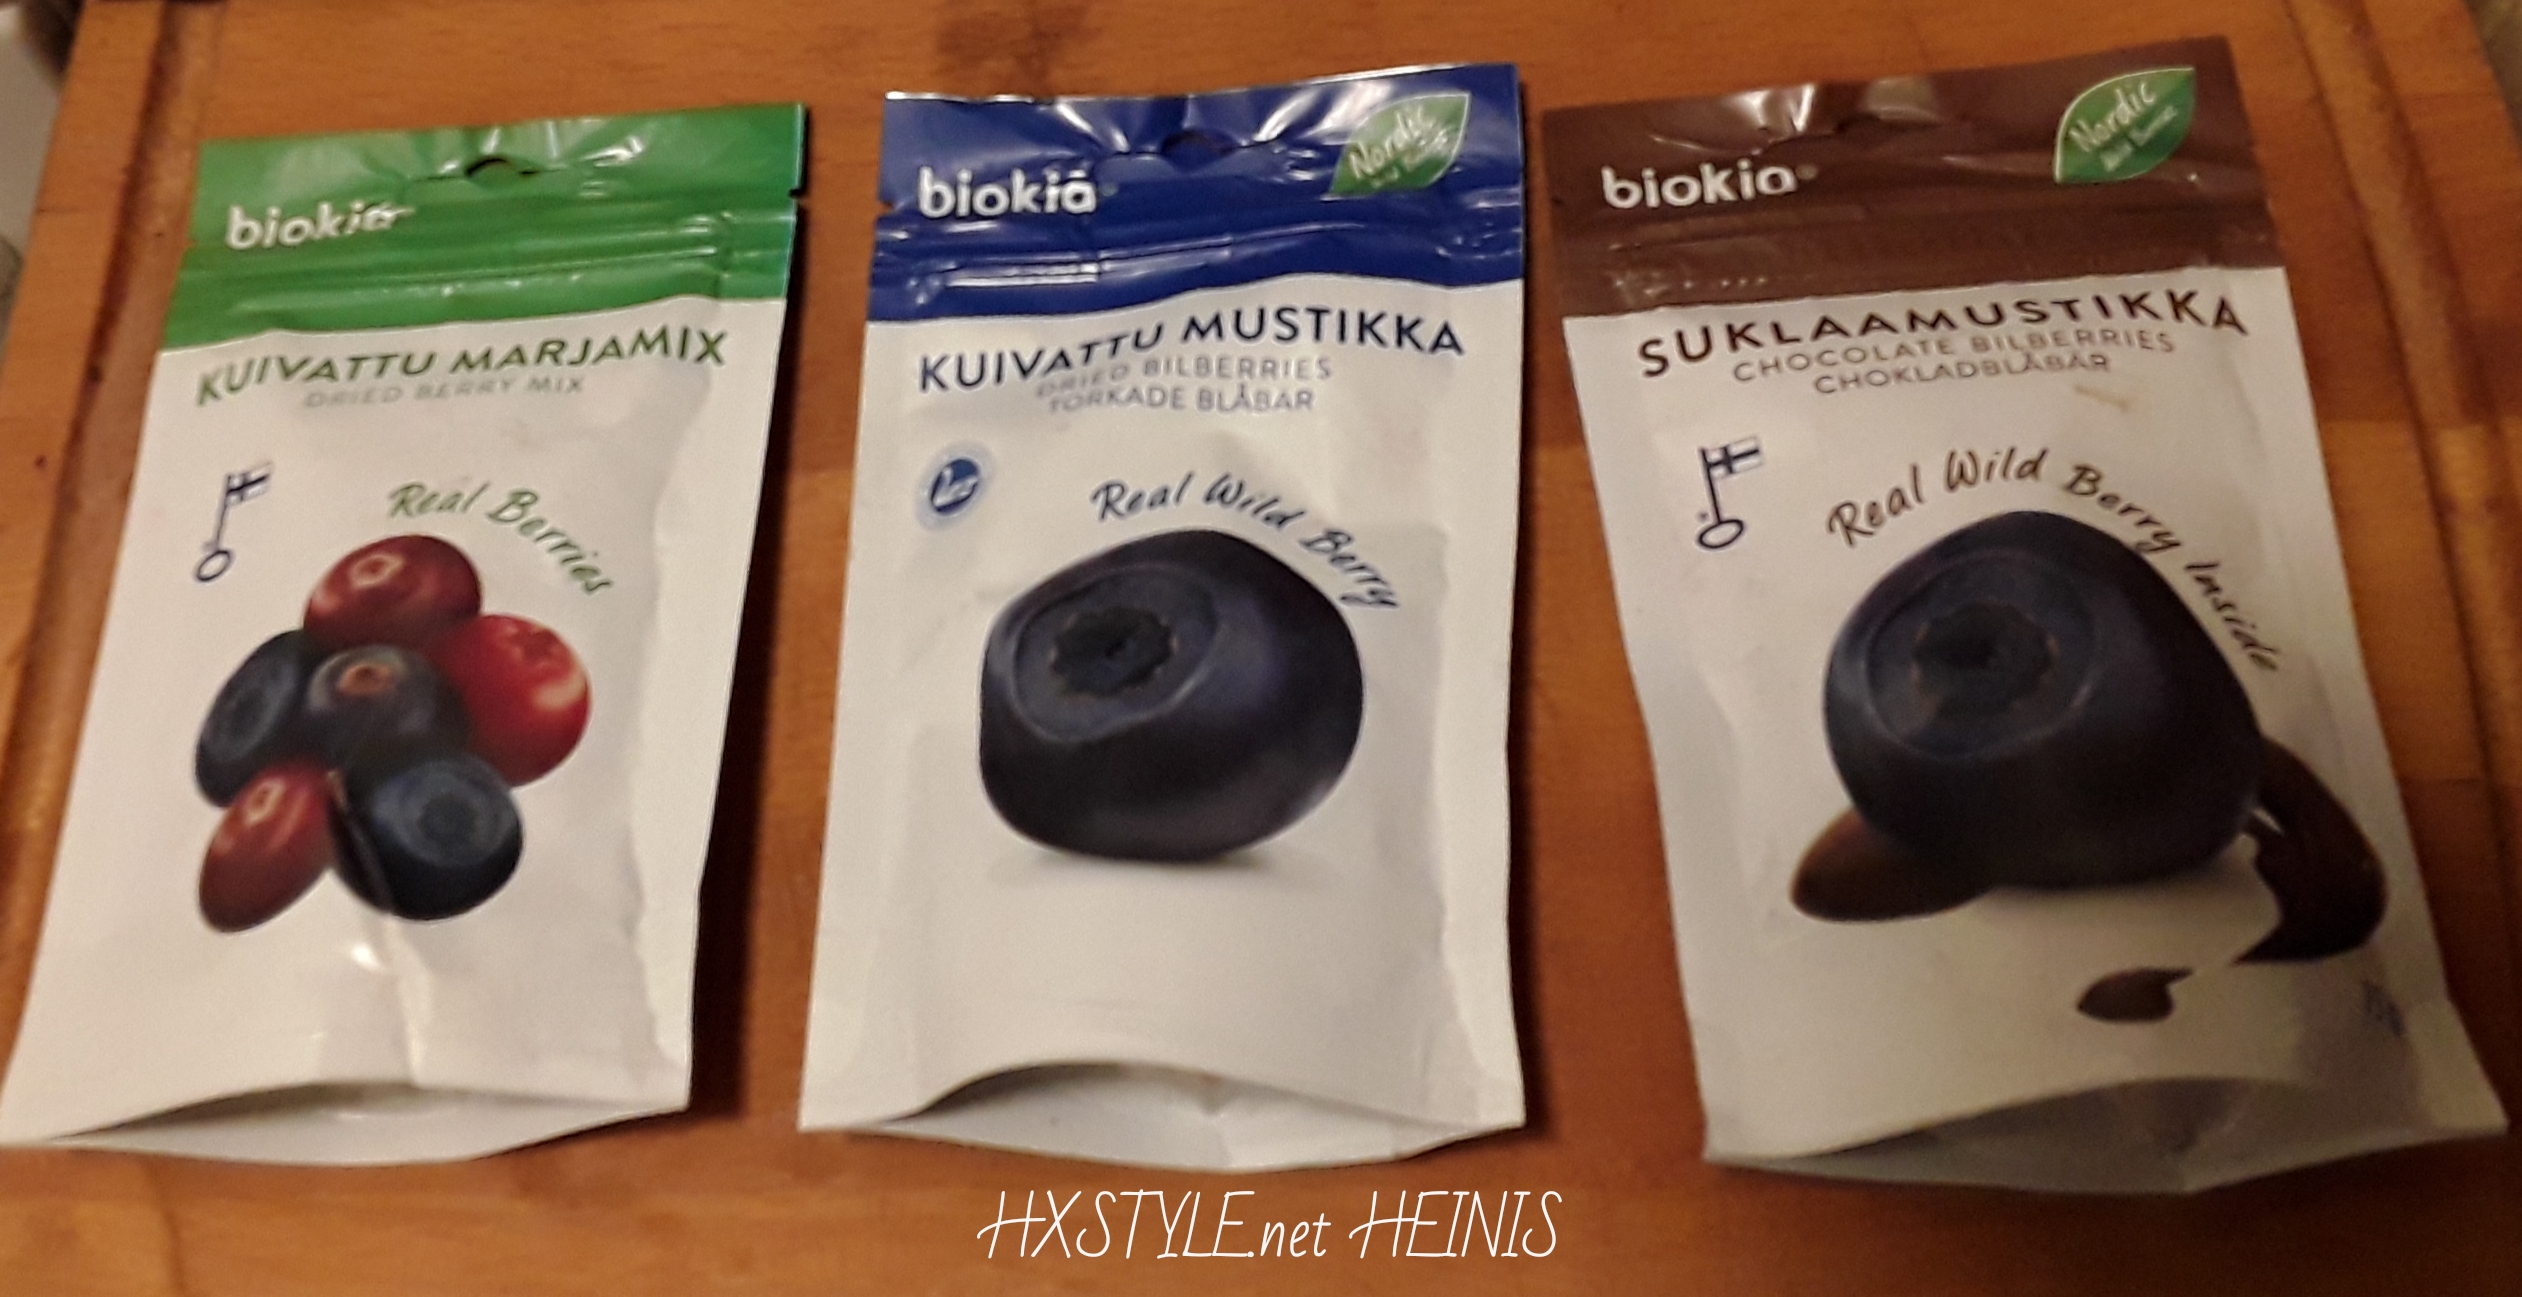 biokia
KUIVATTU MARJAMIX
DRIED BERRY MIX
Real Berries
biokia
Nordic
KUIVATTU MUSTIKKA
DRIED BILBERRIES
TORKADE BLÅBÄR
Real Wild Berry
biokia
Nordic
SUKLAAMUSTIKKA
CHOCOLATE BILBERRIES
CHOKLADBLÅBÄR
Real Wild Berry Inside
HXSTYLE.net HEINIS